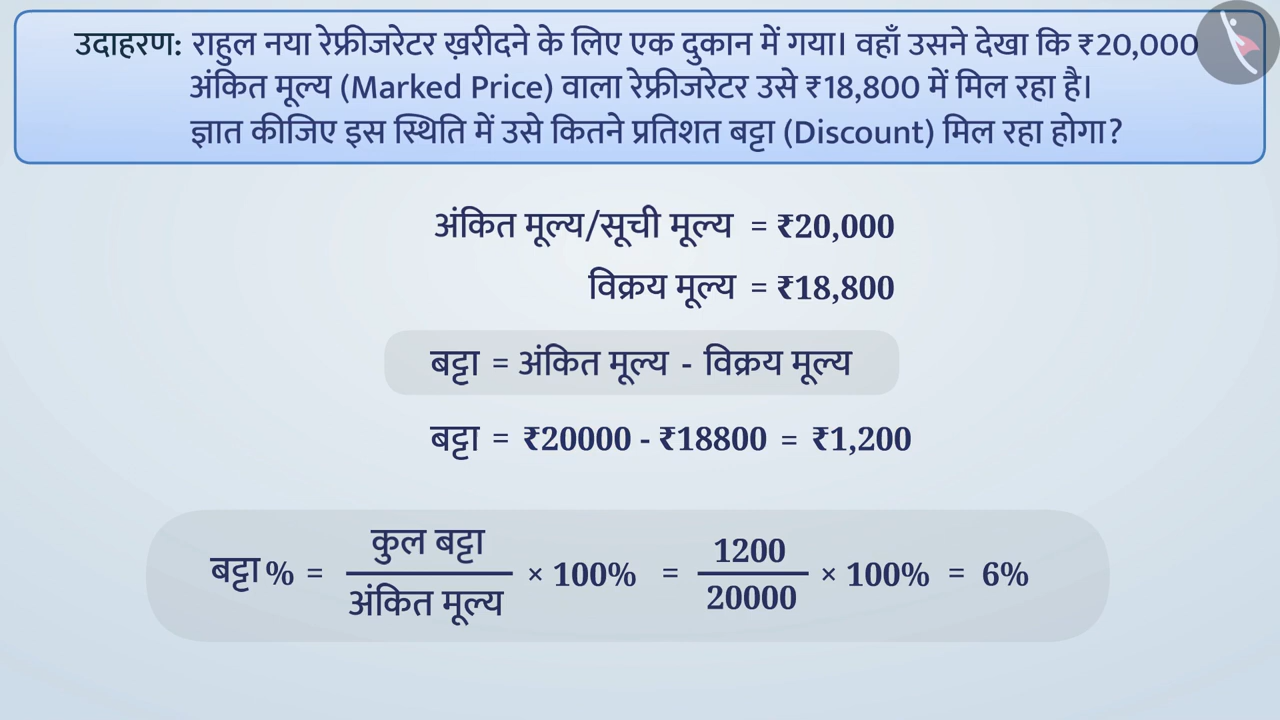 उदाहरण: राहुल नया रेफ्रीजरेटर ख़रीदने के लिए एक दुकान में गया। वहाँ उसने देखा कि ₹20,000
अंकित मूल्य (Marked Price) वाला रेफ्रीजरेटर उसे ₹18,800 में मिल रहा है।
ज्ञात कीजिए इस स्थिति में उसे कितने प्रतिशत बट्टा (Discount) मिल रहा होगा?
अंकित मूल्य/सूची मूल्य = ₹20,000
विक्रय मूल्य = ₹18,800
बट्टा = अंकित मूल्य - विक्रय मूल्य
बट्टा = ₹20000 - ₹18800 = ₹1,200
कुल बट्टा 1200
बट्टा% = × 100% = × 100% = 6%
अंकित मूल्य 20000